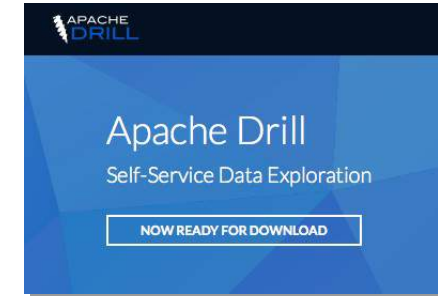 APACHE
DRILL
Apache Drill
Self-Service Data Exploration
NOW READY FOR DOWNLOAD